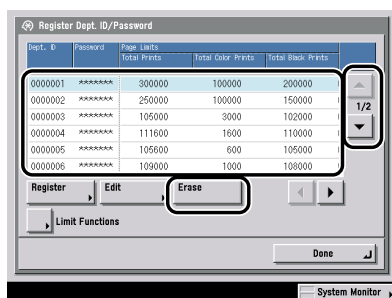 Register Dept. ID/Password
Dept. ID Password Page Limits
Total Prints Total Color Prints Total Black Prints
0000001 ******* 300000 100000 200000
0000002 ******* 250000 100000 150000
1/2
0000003 ******* 105000 3000 102000
0000004 ******* 111600 1600 110000
0000005 ******* 105600 600 105000
0000006 ******* 109000 1000 108000
Register Edit Erase
Limit Functions
Done
System Monitor